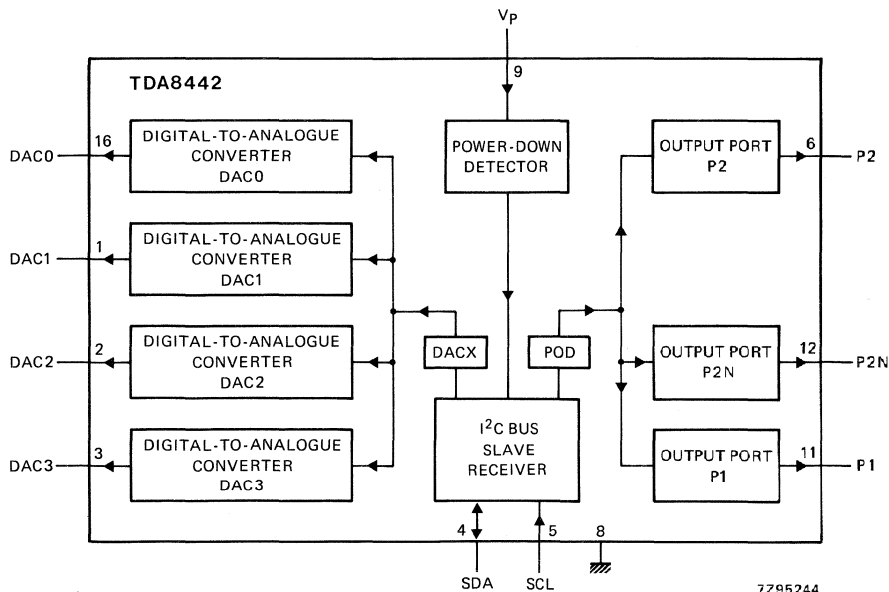 VP
9
TDA8442
16
DAC0
DIGITAL-TO-ANALOGUE
CONVERTER
DAC0
POWER-DOWN
DETECTOR
OUTPUT PORT
P2
6
P2
1
DAC1
DIGITAL-TO-ANALOGUE
CONVERTER
DAC1
2
DAC2
DIGITAL-TO-ANALOGUE
CONVERTER
DAC2
DACX
POD
OUTPUT PORT
P2N
12
P2N
3
DAC3
DIGITAL-TO-ANALOGUE
CONVERTER
DAC3
I²C BUS
SLAVE
RECEIVER
OUTPUT PORT
P1
11
P1
4
5
8
SDA
SCL
7Z95244